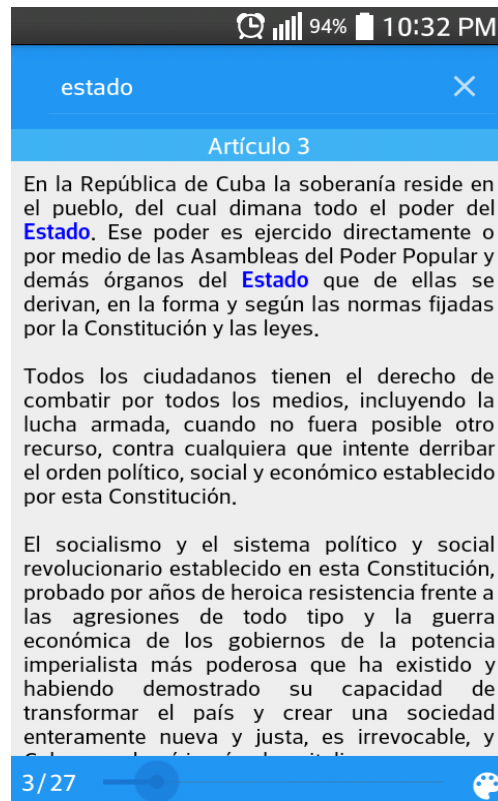 94% 10:32 PM
estado
Artículo 3
En la República de Cuba la soberanía reside en
el pueblo, del cual dimana todo el poder del
Estado. Ese poder es ejercido directamente o
por medio de las Asambleas del Poder Popular y
demás órganos del Estado que de ellas se
derivan, en la forma y según las normas fijadas
por la Constitución y las leyes.
Todos los ciudadanos tienen el derecho de
combatir por todos los medios, incluyendo la
lucha armada, cuando no fuera posible otro
recurso, contra cualquiera que intente derribar
el orden político, social y económico establecido
por esta Constitución.
El socialismo y el sistema político y social
revolucionario establecido en esta Constitución,
probado por años de heroica resistencia frente a
las agresiones de todo tipo y la guerra
económica de los gobiernos de la potencia
imperialista más poderosa que ha existido y
habiendo demostrado su capacidad de
transformar el país y crear una sociedad
enteramente nueva y justa, es irrevocable, y
3/27